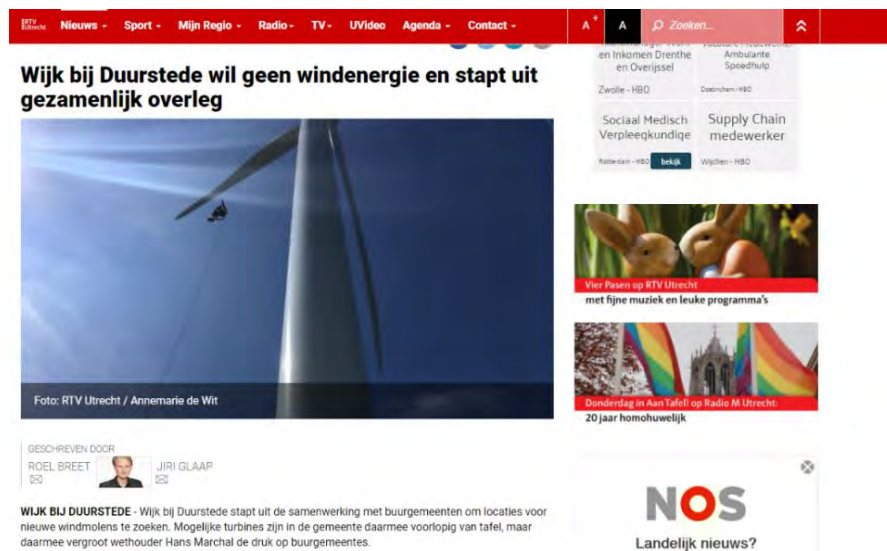 RTV
Utrecht
Nieuws
Sport
Mijn Regio
Radio
TV
UVideo
Agenda
Contact
A+
A
Zoeken...
Wijk bij Duurstede wil geen windenergie en stapt uit
gezamenlijk overleg
Foto: RTV Utrecht / Annemarie de Wit
GESCHREVEN DOOR
ROEL BREET
JIRI GLAAP
WIJK BIJ DUURSTEDE - Wijk bij Duurstede stapt uit de samenwerking met buurgemeenten om locaties voor
nieuwe windmolens te zoeken. Mogelijke turbines zijn in de gemeente daarmee voorlopig van tafel, maar
daarmee vergroot wethouder Hans Marchal de druk op buurgemeentes.
en Inkomen Drenthe
en Overijssel
Zwolle - HBO
Ambulante
Spoedhulp
Doetinchem - HBO
Sociaal Medisch
Verpleegkundige
Rotterdam - HBO
bekijk
Supply Chain
medewerker
Wijchen - HBO
Vier Pasen op RTV Utrecht
met fijne muziek en leuke programma's
Donderdag in Aan Tafel! op Radio M Utrecht:
20 jaar homohuwelijk
NOS
Landelijk nieuws?